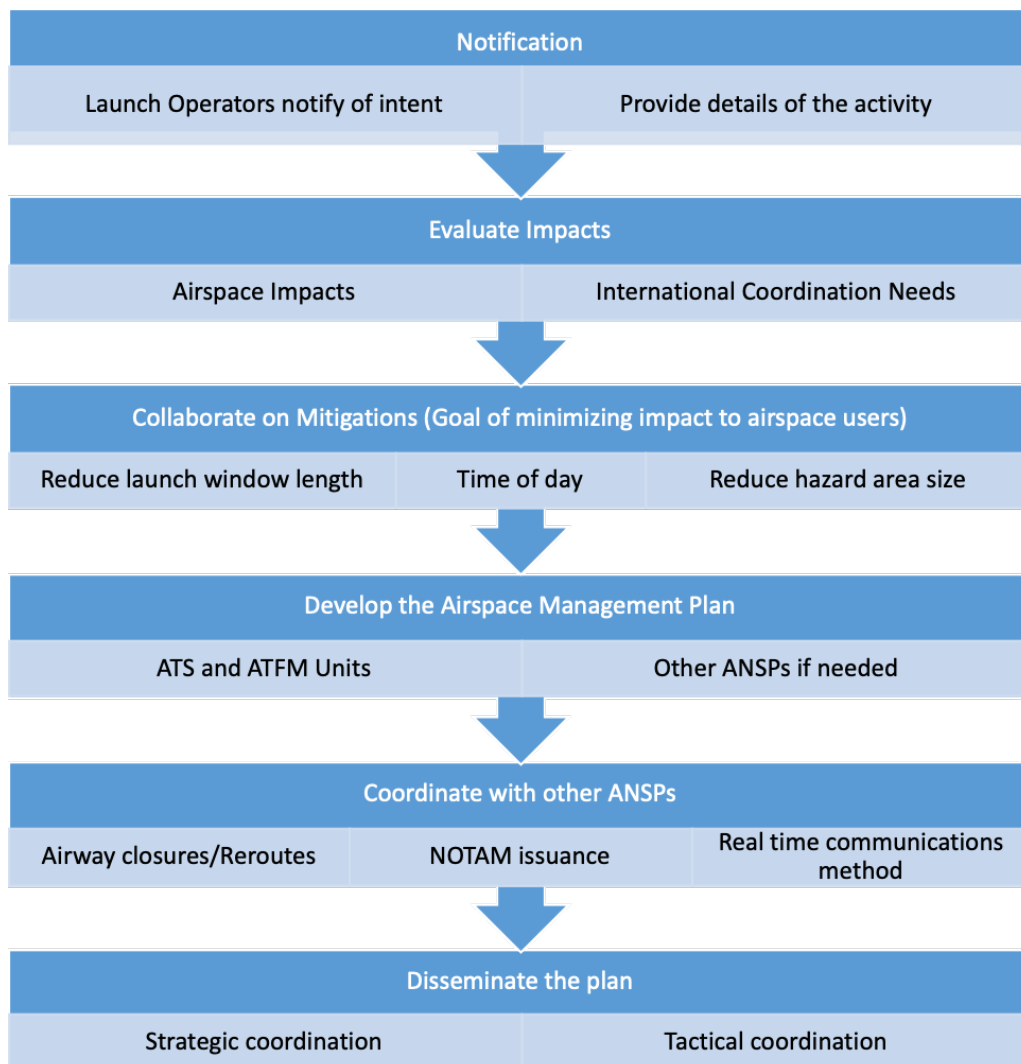 Notification
Launch Operators notify of intent
Provide details of the activity
Evaluate Impacts
Airspace Impacts
International Coordination Needs
Collaborate on Mitigations (Goal of minimizing impact to airspace users)
Reduce launch window length
Time of day
Reduce hazard area size
Develop the Airspace Management Plan
ATS and ATFM Units
Other ANSPs if needed
Coordinate with other ANSPs
Airway closures/Reroutes
NOTAM issuance
Real time communications
method
Disseminate the plan
Strategic coordination
Tactical coordination